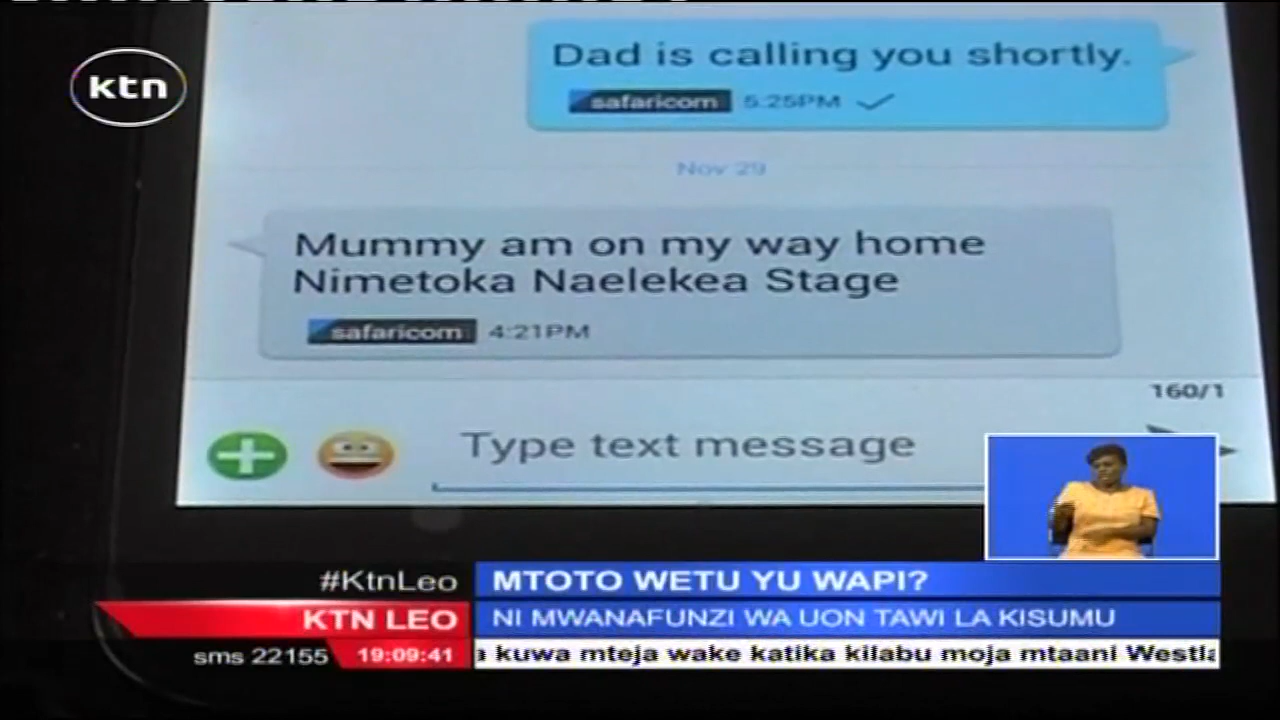 ktn
Dad is calling you shortly.
safaricom 5:25PM
Nov 29
Mummy am on my way home
Nimetoka Naelekea Stage
safaricom 4:21PM
160/1
Type text message
#KtnLeo
MTOTO WETU YU WAPI?
KTN LEO
NI MWANAFUNZI WA UON TAWI LA KISUMU
sms 22155
19:09:41
kuwa mteja wake katika kilabu moja mtaani